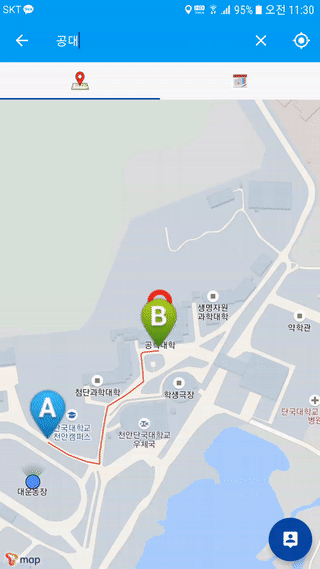 SKT 95% 오전 11:30
공대
B
생명자원
과학대학
약학관
공학대학
첨단과학대학
학생극장
A
단국대학교
천안캠퍼스
천안단국대학교
우체국
단국대학교
병원
대운동장
T map